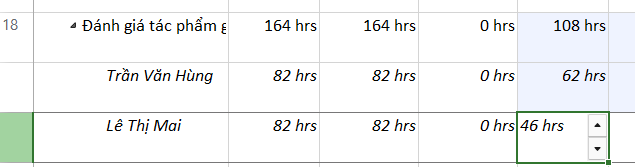 18 Đánh giá tác phẩm g 164 hrs 164 hrs 0 hrs 108 hrs
Trần Văn Hùng 82 hrs 82 hrs 0 hrs 62 hrs
Lê Thị Mai 82 hrs 82 hrs 0 hrs 46 hrs